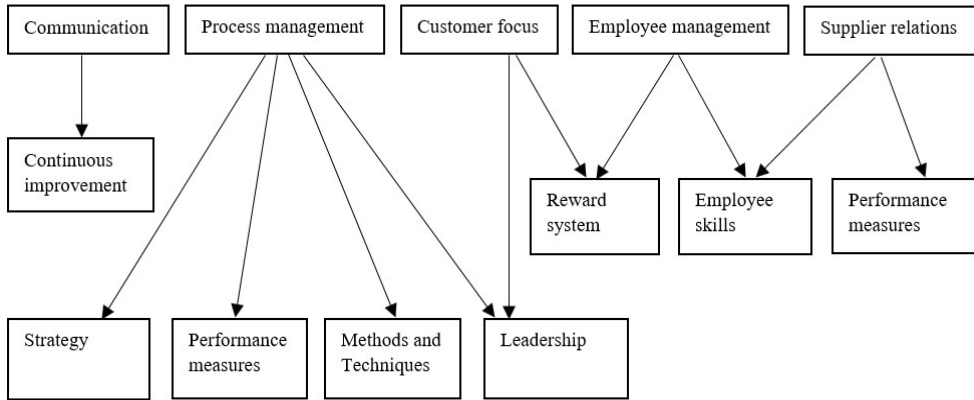 Communication
Process management
Customer focus
Employee management
Supplier relations
Continuous
improvement
Reward
system
Employee
skills
Performance
measures
Strategy
Performance
measures
Methods and
Techniques
Leadership